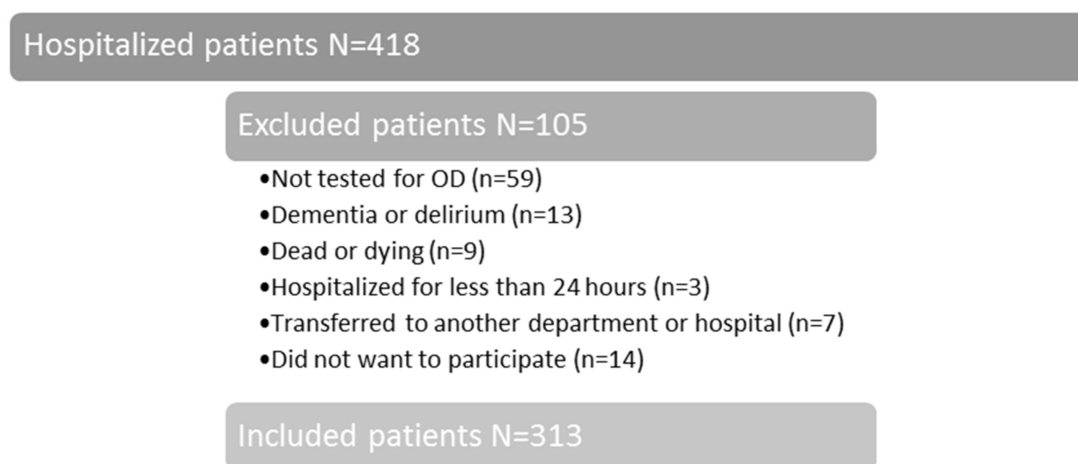 Hospitalized patients N=418
Excluded patients N=105
•Not tested for OD (n=59)
•Dementia or delirium (n=13)
•Dead or dying (n=9)
•Hospitalized for less than 24 hours (n=3)
•Transferred to another department or hospital (n=7)
•Did not want to participate (n=14)
Included patients N=313